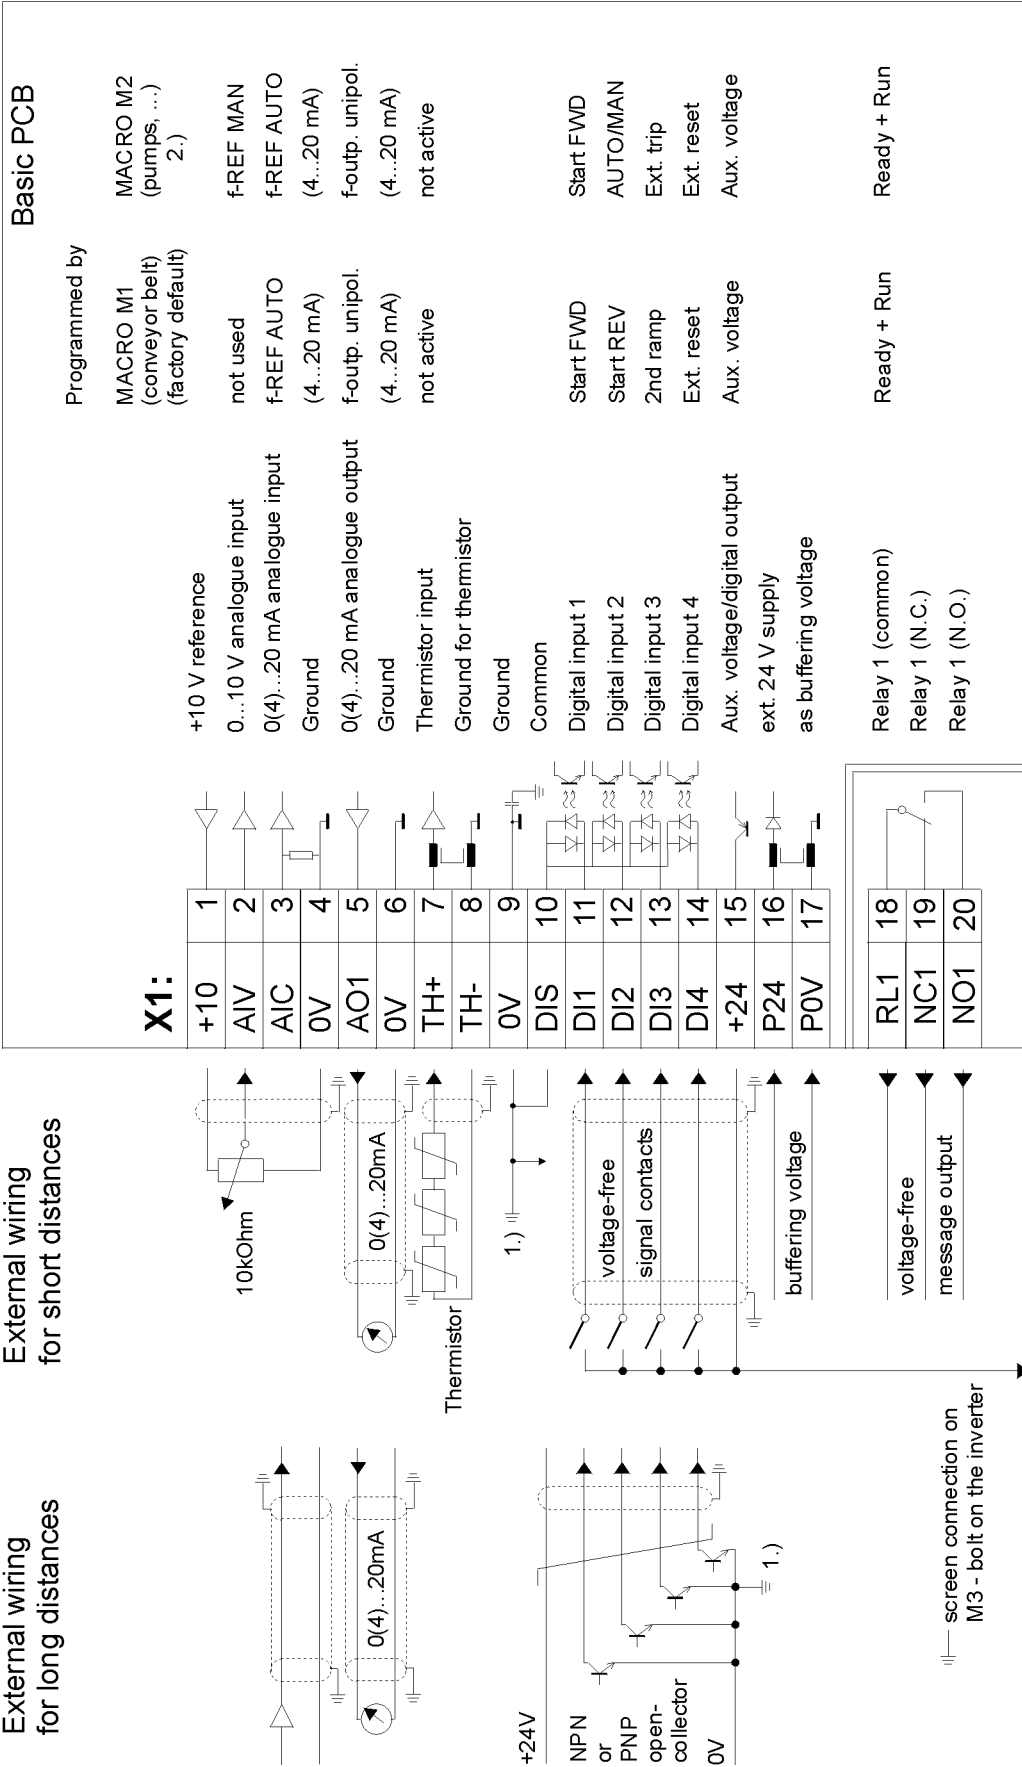 External wiring
for long distances
External wiring
for short distances
Basic PCB
Programmed by
MACRO M1
(conveyor belt)
(factory default)
MACRO M2
(pumps, ...)
2.)
X1:
+10 1 +10 V reference
AIV 2 0...10 V analogue input not used f-REF MAN
AIC 3 0(4)...20 mA analogue input f-REF AUTO f-REF AUTO
0V 4 Ground (4...20 mA) (4...20 mA)
AO1 5 0(4)...20 mA analogue output f-outp. unipol. f-outp. unipol.
0V 6 Ground (4...20 mA) (4...20 mA)
TH+ 7 Thermistor input not active not active
TH- 8 Ground for thermistor
0V 9 Ground
DIS 10 Common
DI1 11 Digital input 1 Start FWD Start FWD
DI2 12 Digital input 2 Start REV AUTO/MAN
DI3 13 Digital input 3 2nd ramp Ext. trip
DI4 14 Digital input 4 Ext. reset Ext. reset
+24 15 Aux. voltage/digital output Aux. voltage Aux. voltage
P24 16 ext. 24 V supply
P0V 17 as buffering voltage
RL1 18 Relay 1 (common) Ready + Run Ready + Run
NC1 19 Relay 1 (N.C.)
NO1 20 Relay 1 (N.O.)
10kOhm
0(4)...20mA
Thermistor
1.)
voltage-free
signal contacts
buffering voltage
voltage-free
message output
0(4)...20mA
+24V
NPN
or
PNP
open-
collector
0V
1.)
screen connection on
M3 - bolt on the inverter